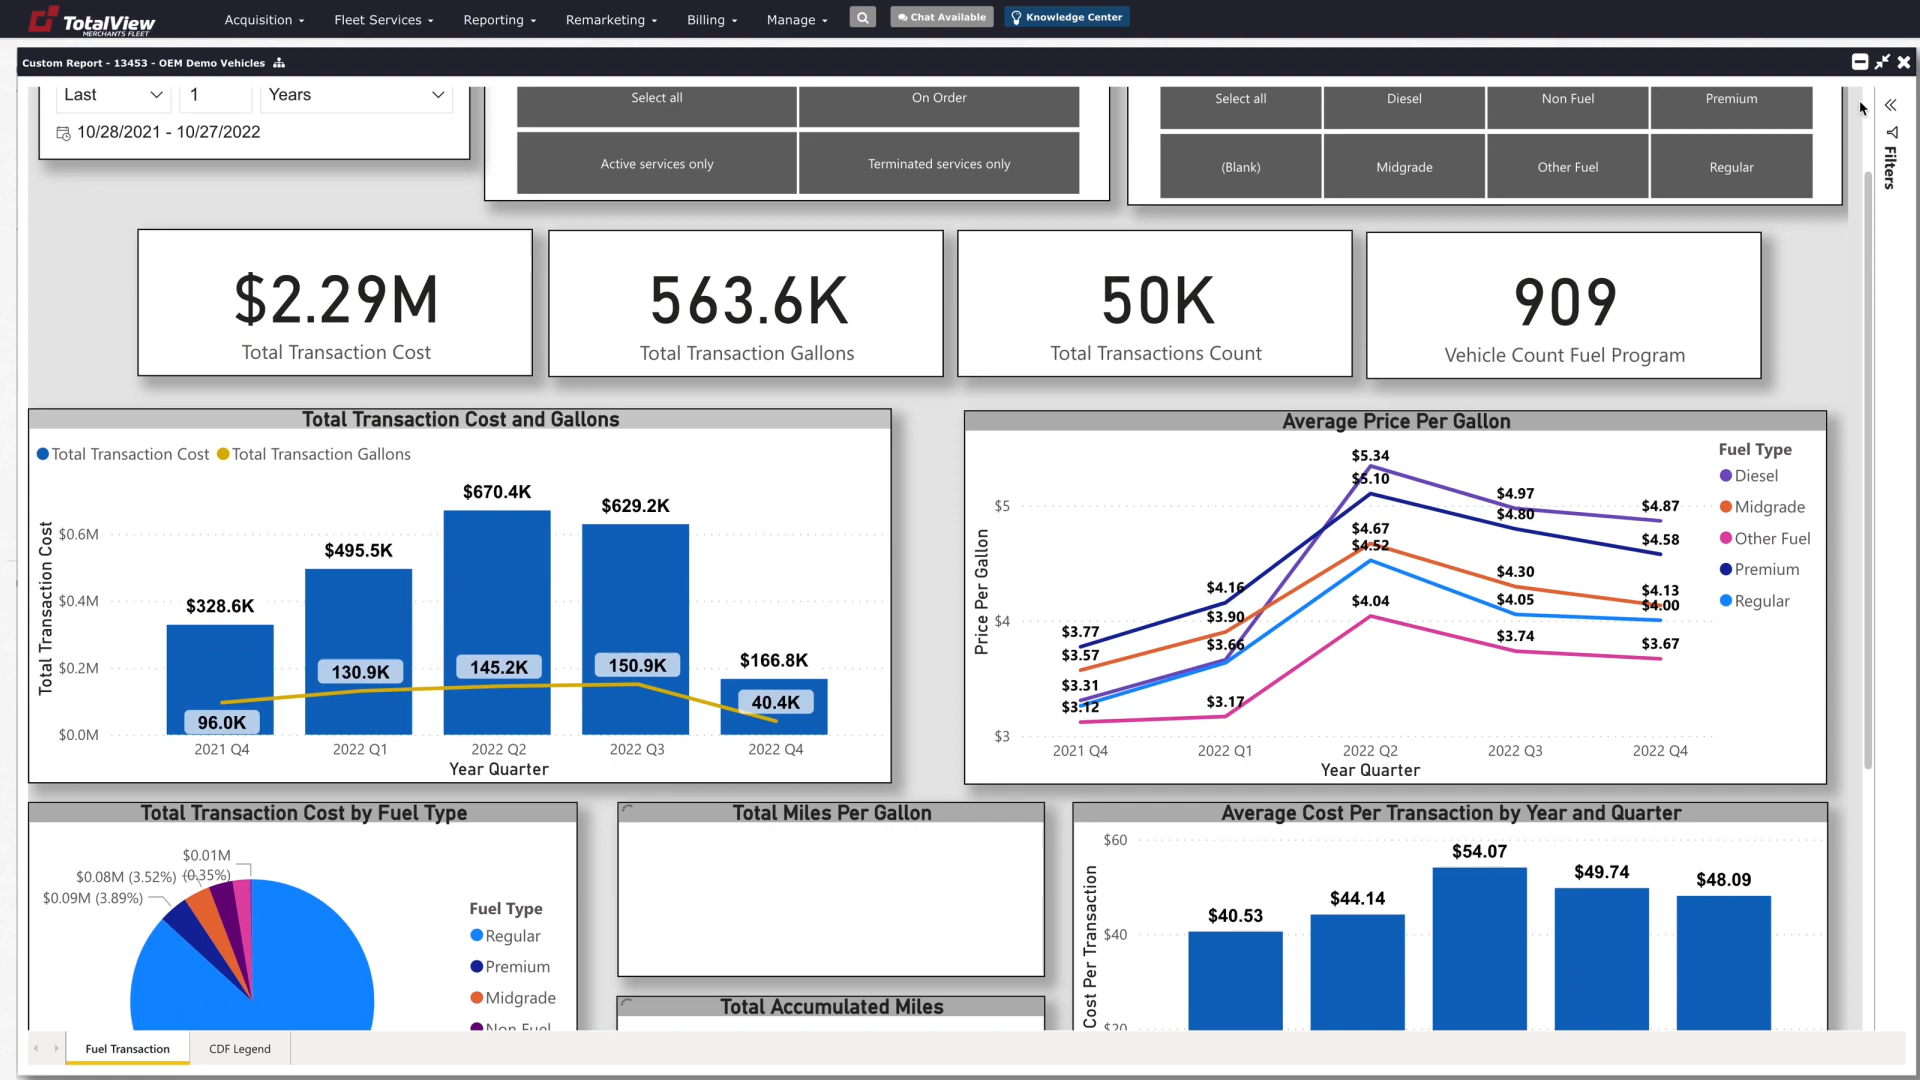 TotalView
MERCHANTS FLEET
Acquisition
Fleet Services
Reporting
Remarketing
Billing
Manage
Chat Available
Knowledge Center
Custom Report - 13453 - OEM Demo Vehicles
Last
1
Years
10/28/2021 - 10/27/2022
Select all
On Order
Active services only
Terminated services only
Select all
Diesel
Non Fuel
Premium
(Blank)
Midgrade
Other Fuel
Regular
Filters
$2.29M
Total Transaction Cost
563.6K
Total Transaction Gallons
50K
Total Transactions Count
909
Vehicle Count Fuel Program
Total Transaction Cost and Gallons
Total Transaction Cost
Total Transaction Gallons
Total Transaction Cost
$0.6M
$0.4M
$0.2M
$0.0M
$328.6K
$495.5K
$670.4K
$629.2K
$166.8K
96.0K
130.9K
145.2K
150.9K
40.4K
2021 Q4
2022 Q1
2022 Q2
2022 Q3
2022 Q4
Year Quarter
Average Price Per Gallon
Price Per Gallon
$5
$4
$3
$3.77
$3.57
$3.31
$3.12
$4.16
$3.90
$3.66
$3.17
$5.34
$5.10
$4.67
$4.52
$4.04
$4.97
$4.80
$4.30
$4.05
$3.74
$4.87
$4.58
$4.13
$4.00
$3.67
2021 Q4
2022 Q1
2022 Q2
2022 Q3
2022 Q4
Year Quarter
Fuel Type
Diesel
Midgrade
Other Fuel
Premium
Regular
Total Transaction Cost by Fuel Type
$0.01M
(0.35%)
$0.08M (3.52%)
$0.09M (3.89%)
Fuel Type
Regular
Premium
Midgrade
Non Fuel
Total Miles Per Gallon
Total Accumulated Miles
Average Cost Per Transaction by Year and Quarter
Cost Per Transaction
$60
$40
$20
$40.53
$44.14
$54.07
$49.74
$48.09
Fuel Transaction
CDF Legend